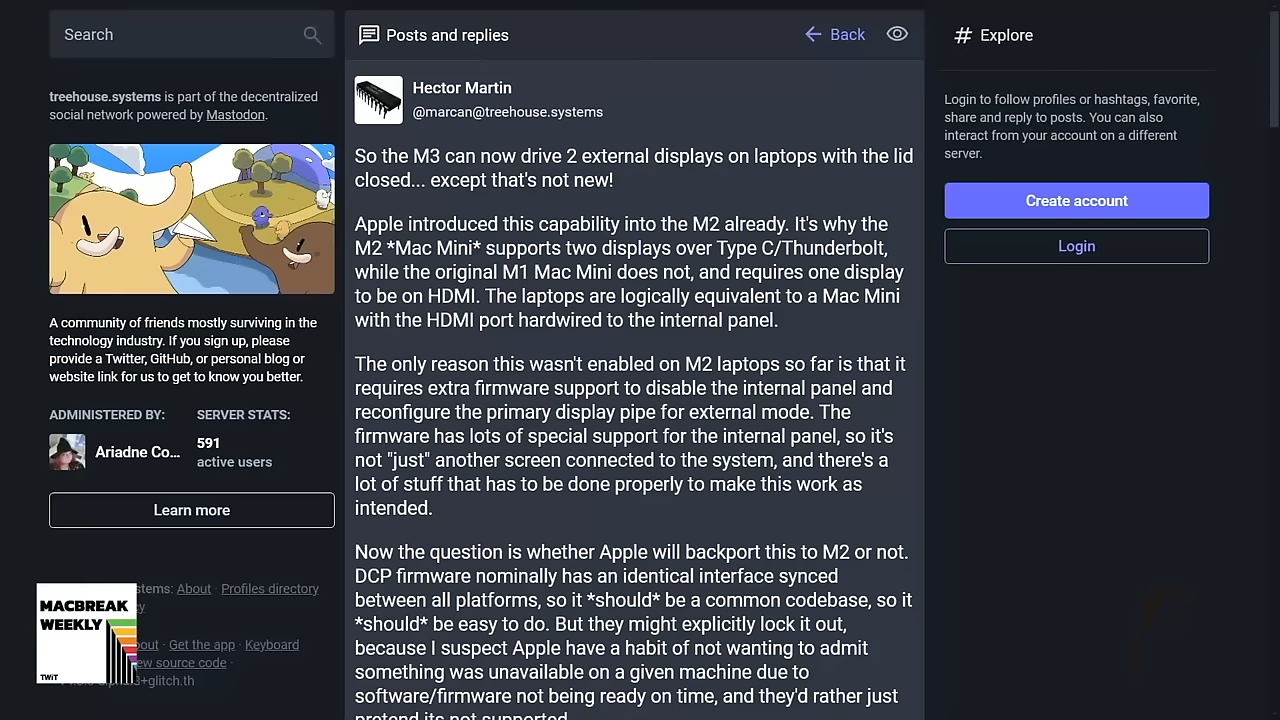 Search
treehouse.systems is part of the decentralized
social network powered by Mastodon.
A community of friends mostly surviving in the
technology industry. If you sign up, please
provide a Twitter, GitHub, or personal blog or
website link for us to get to know you better.
ADMINISTERED BY:
Ariadne Co...
SERVER STATS:
591
active users
Learn more
stems: About · Profiles directory
Get the app · Keyboard
ew source code ·
3+glitch.th
MACBREAK
WEEKLY
TWiT
Posts and replies
Back
Hector Martin
@marcan@treehouse.systems
So the M3 can now drive 2 external displays on laptops with the lid
closed... except that's not new!
Apple introduced this capability into the M2 already. It's why the
M2 *Mac Mini* supports two displays over Type C/Thunderbolt,
while the original M1 Mac Mini does not, and requires one display
to be on HDMI. The laptops are logically equivalent to a Mac Mini
with the HDMI port hardwired to the internal panel.
The only reason this wasn't enabled on M2 laptops so far is that it
requires extra firmware support to disable the internal panel and
reconfigure the primary display pipe for external mode. The
firmware has lots of special support for the internal panel, so it's
not "just" another screen connected to the system, and there's a
lot of stuff that has to be done properly to make this work as
intended.
Now the question is whether Apple will backport this to M2 or not.
DCP firmware nominally has an identical interface synced
between all platforms, so it *should* be a common codebase, so it
*should* be easy to do. But they might explicitly lock it out,
because I suspect Apple have a habit of not wanting to admit
something was unavailable on a given machine due to
software/firmware not being ready on time, and they'd rather just
pretend its not supported.
# Explore
Login to follow profiles or hashtags, favorite,
share and reply to posts. You can also
interact from your account on a different
server.
Create account
Login